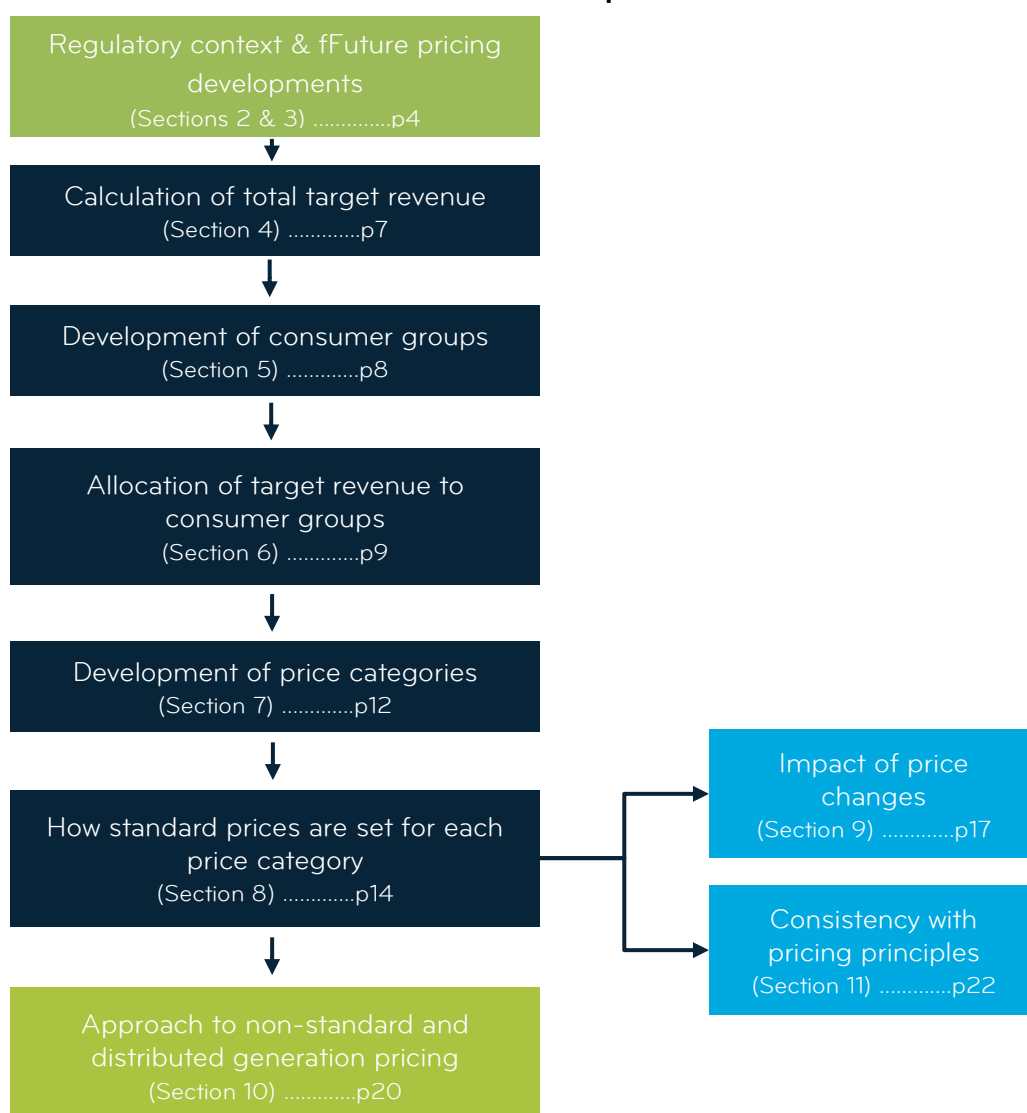 Regulatory context & fFuture pricing
developments
(Sections 2 & 3) ..............p4
Calculation of total target revenue
(Section 4) .............p7
Development of consumer groups
(Section 5) .............p8
Allocation of target revenue to
consumer groups
(Section 6) .............p9
Development of price categories
(Section 7) .............p12
How standard prices are set for each
price category
(Section 8) .............p14
Impact of price
changes
(Section 9) .............p17
Consistency with
pricing principles
(Section 11) .............p22
Approach to non-standard and
distributed generation pricing
(Section 10) .............p20